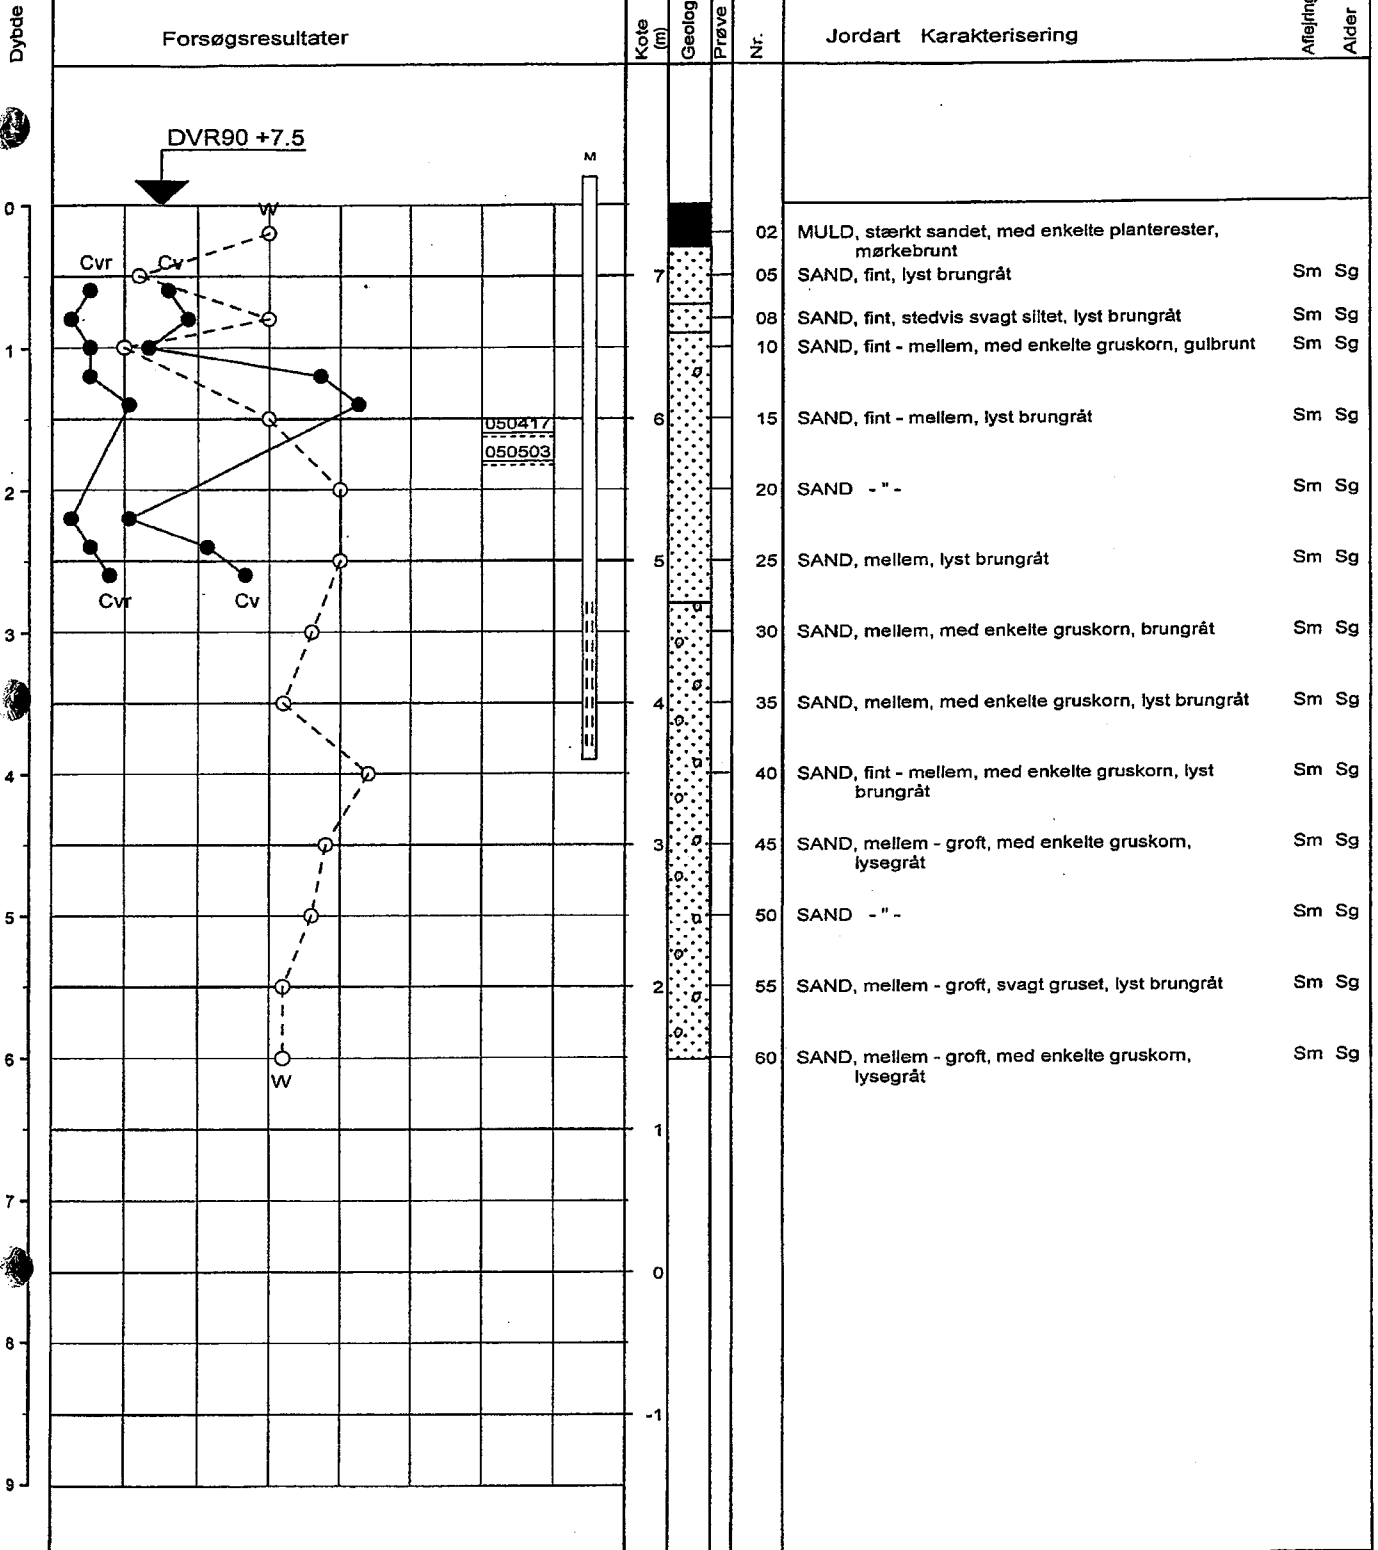 Dybde
Forsøgsresultater
Kote (m)
Geologi
Prøve
Nr.
Jordart Karakterisering
Aflejring
Alder
DVR90 +7.5
M
0
W
02 MULD, stærkt sandet, med enkelte planterester,
mørkebrunt
Cvr Cv
7 05 SAND, fint, lyst brungråt Sm Sg
08 SAND, fint, stedvis svagt siltet, lyst brungråt Sm Sg
1 10 SAND, fint - mellem, med enkelte gruskorn, gulbrunt Sm Sg
6 15 SAND, fint - mellem, lyst brungråt Sm Sg
050417
050503
2 20 SAND - " - Sm Sg
5 25 SAND, mellem, lyst brungråt Sm Sg
Cvr Cv
3 30 SAND, mellem, med enkelte gruskorn, brungråt Sm Sg
4 35 SAND, mellem, med enkelte gruskorn, lyst brungråt Sm Sg
4 40 SAND, fint - mellem, med enkelte gruskorn, lyst Sm Sg
brungråt
3 45 SAND, mellem - groft, med enkelte gruskorn, Sm Sg
lysegråt
5 50 SAND - " - Sm Sg
2 55 SAND, mellem - groft, svagt gruset, lyst brungråt Sm Sg
6 60 SAND, mellem - groft, med enkelte gruskorn, Sm Sg
lysegråt
W
1
7
0
8
-1
9